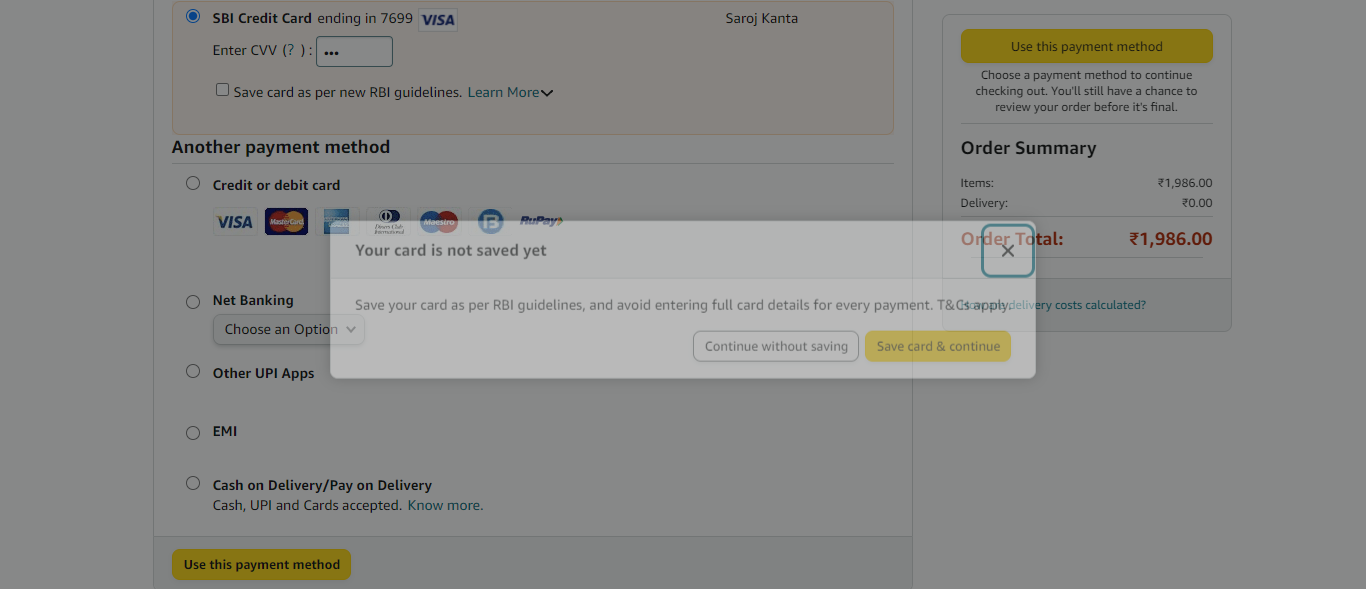 SBI Credit Card ending in 7699 VISA Saroj Kanta
Enter CVV (? ) : •••
Save card as per new RBI guidelines. Learn More
Another payment method
Credit or debit card
VISA MasterCard Diners Club International Maestro RuPay
Net Banking
Choose an Option
Other UPI Apps
EMI
Cash on Delivery/Pay on Delivery
Cash, UPI and Cards accepted. Know more.
Use this payment method
Your card is not saved yet
Save your card as per RBI guidelines, and avoid entering full card details for every payment. T&Cs apply.
Continue without saving Save card & continue
Use this payment method
Choose a payment method to continue
checking out. You'll still have a chance to
review your order before it's final.
Order Summary
Items: ₹1,986.00
Delivery: ₹0.00
Order Total: ₹1,986.00
How are delivery costs calculated?